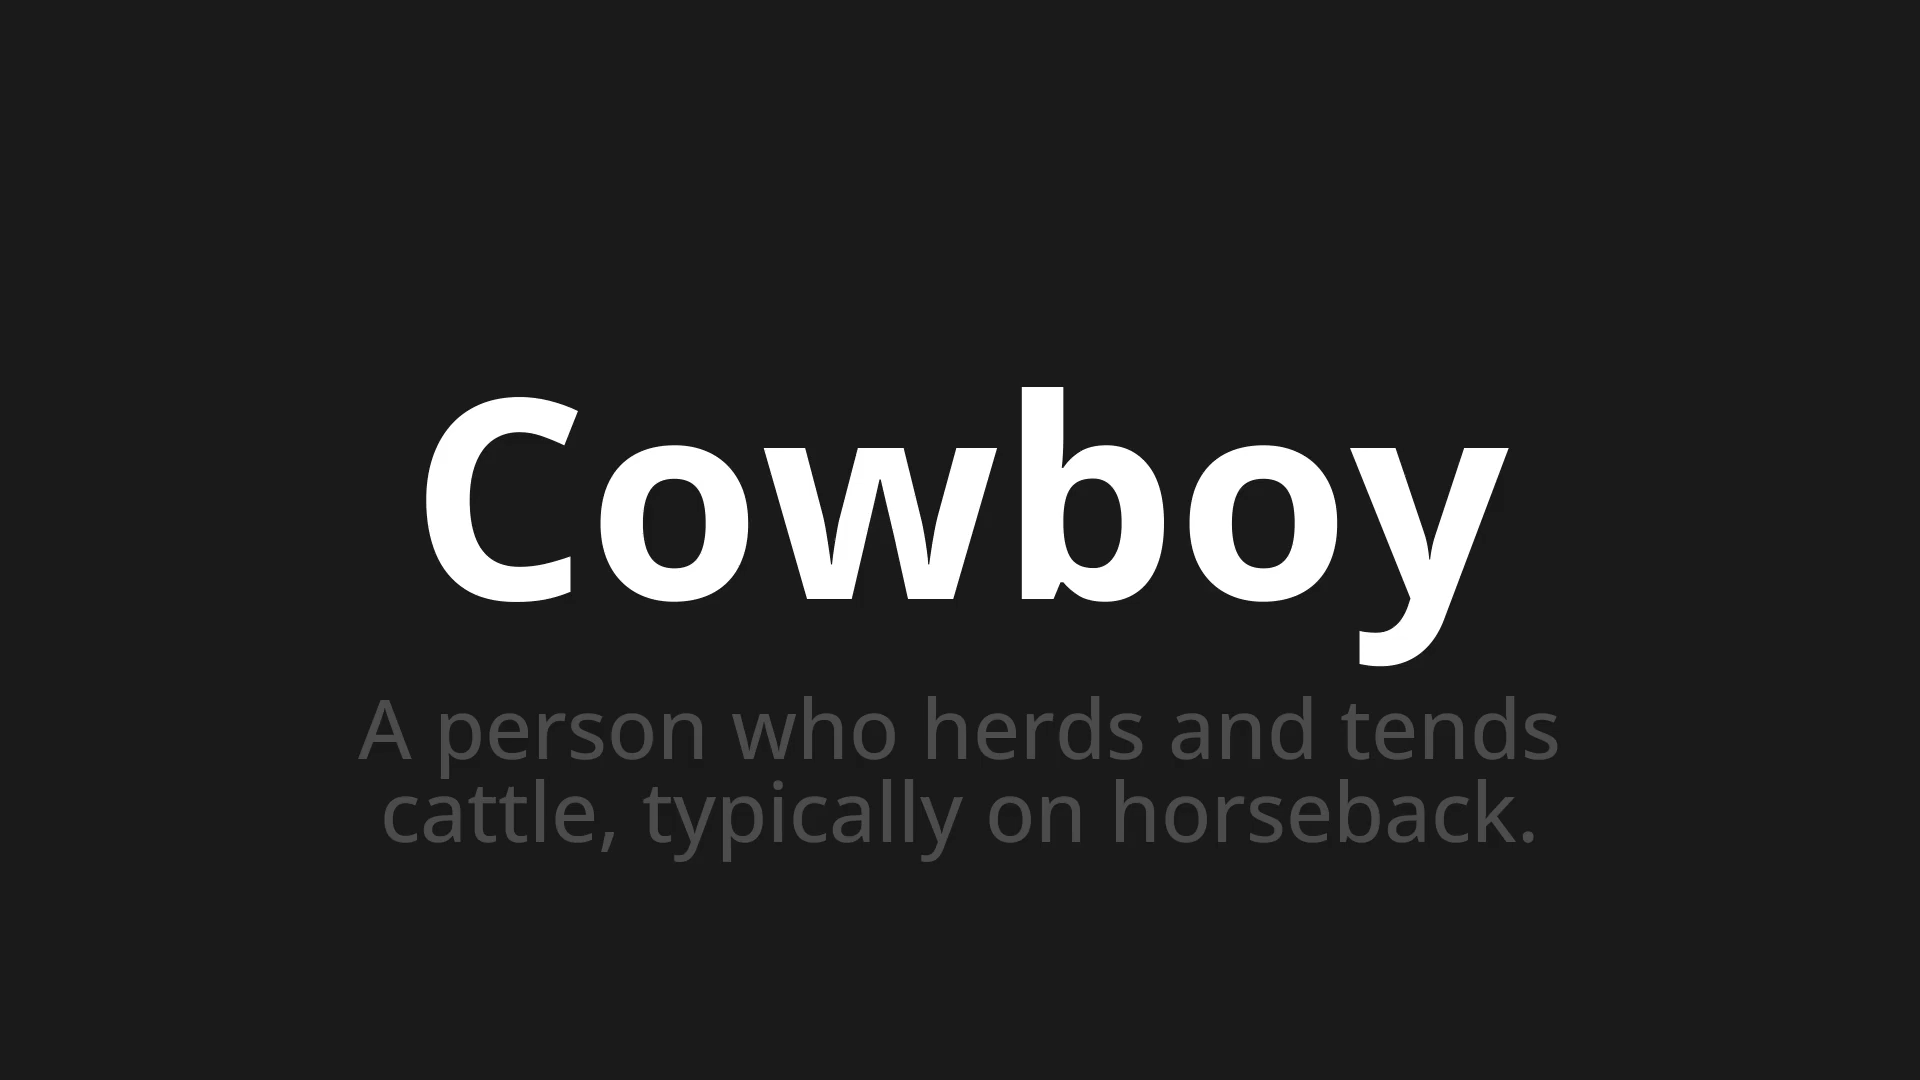 Cowboy
A person who herds and tends
cattle, typically on horseback.